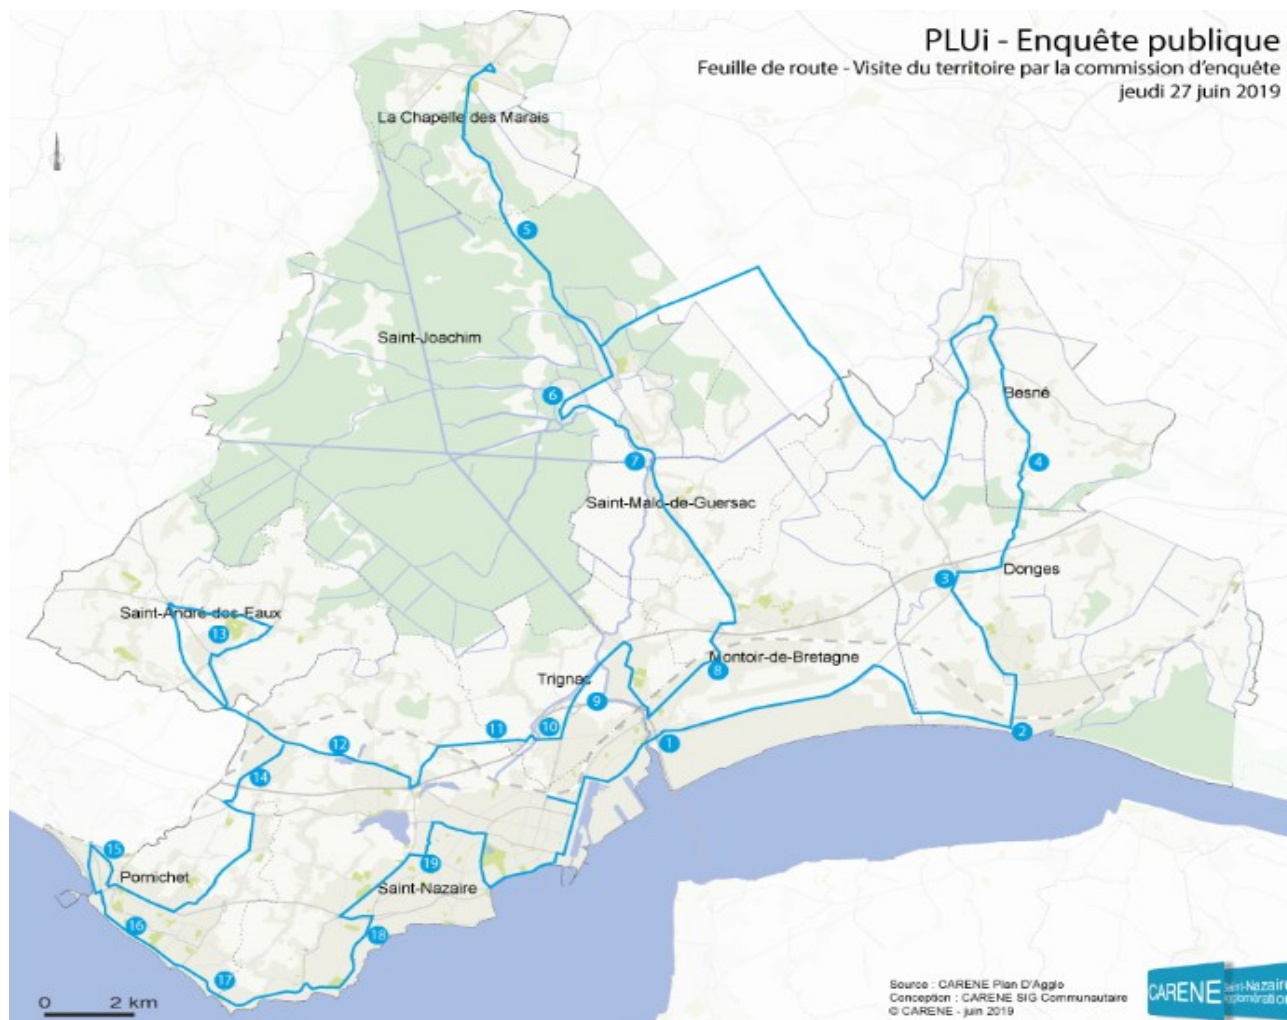 PLUi - Enquête publique
Feuille de route - Visite du territoire par la commission d'enquête
jeudi 27 juin 2019
La Chapelle des Marais
5
Saint-Joachim
6
Besné
7
4
Saint-Malo-de-Guersac
3
Donges
Saint-André-des-Eaux
13
Montoir-de-Bretagne
8
Trignac
9
11
10
1
2
12
14
15
Pornichet
19
Saint-Nazaire
16
18
17
0 2 km
Source : CARENE Plan D'Agglo
Conception : CARENE SIG Communautaire
© CARENE - juin 2019
CARENE
Saint-Nazaire
agglomération